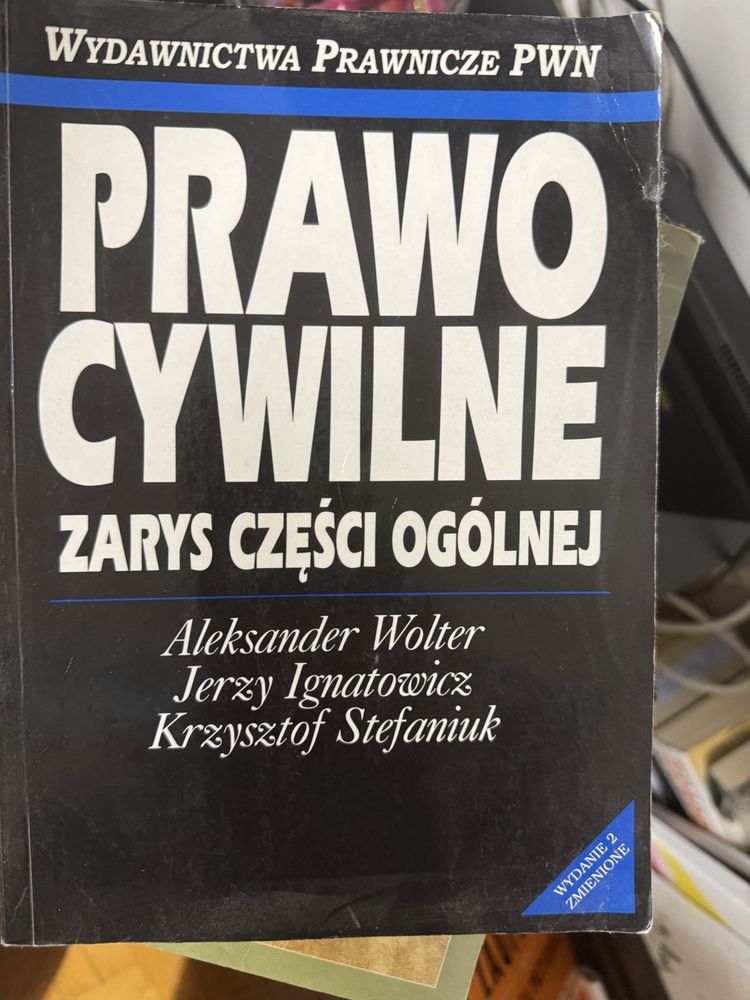 WYDAWNICTWA PRAWNICZE PWN
PRAWO
CYWILNE
ZARYS CZĘŚCI OGÓLNEJ
Aleksander Wolter
Jerzy Ignatowicz
Krzysztof Stefaniuk
WYDANIE 2
ZMIENIONE